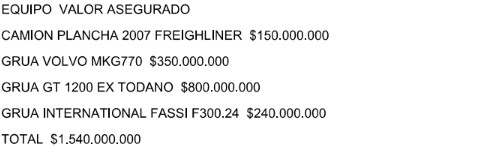 EQUIPO VALOR ASEGURADO
CAMION PLANCHA 2007 FREIGHLINER $150.000.000
GRUA VOLVO MKG770 $350.000.000
GRUA GT 1200 EX TODANO $800.000.000
GRUA INTERNATIONAL FASSI F300.24 $240.000.000
TOTAL $1.540.000.000